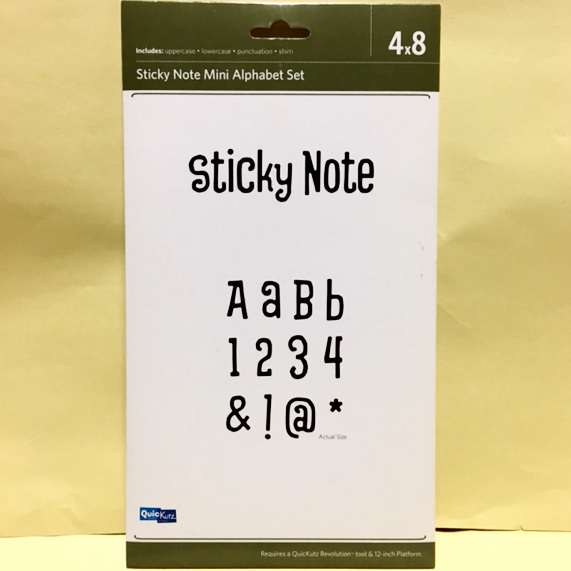 Includes: uppercase • lowercase • punctuation • shim
4x8
Sticky Note Mini Alphabet Set
Sticky Note
A a B b
1 2 3 4
& ! @ *
Actual Size
QuicKutz
Requires a QuicKutz Revolution™ tool & 12-inch Platform